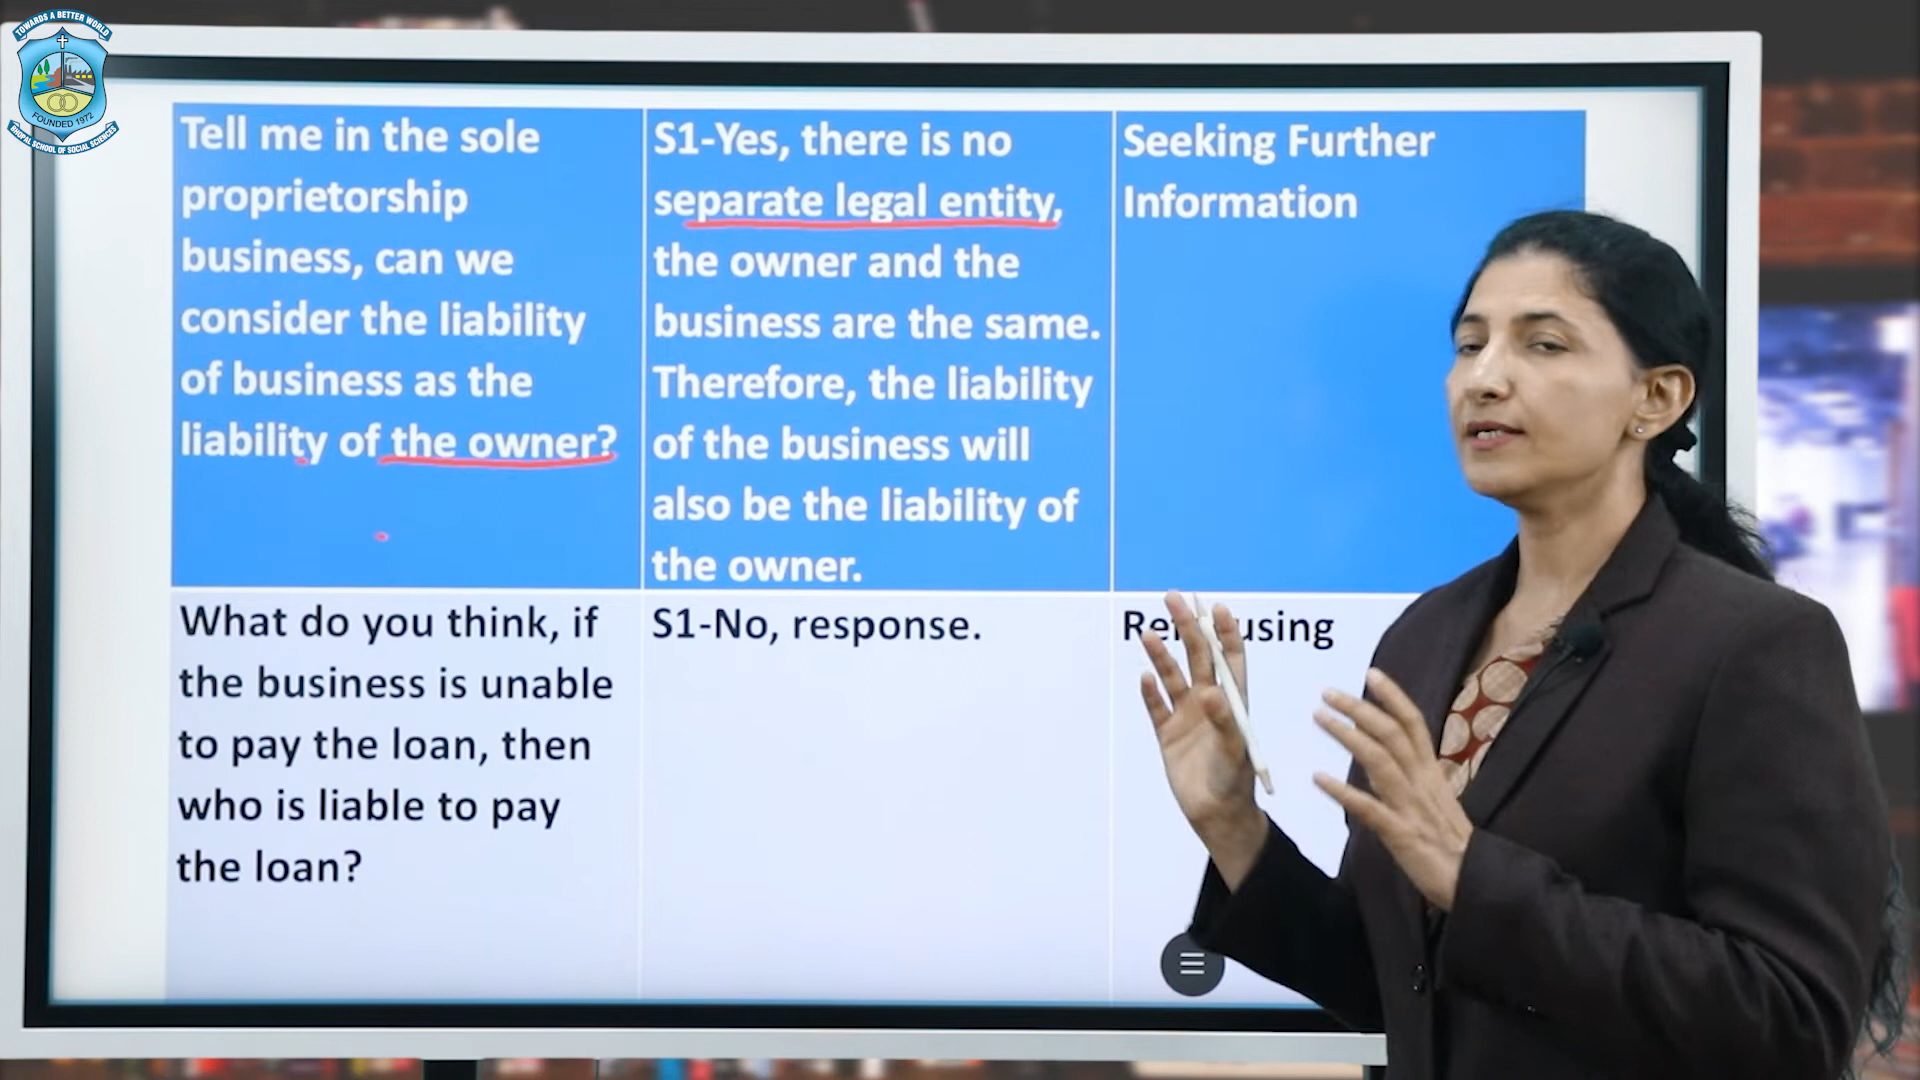 TOWARDS A BETTER WORLD
FOUNDED 1972
BHOPAL SCHOOL OF SOCIAL SCIENCES
Tell me in the sole
proprietorship
business, can we
consider the liability
of business as the
liability of the owner?
S1-Yes, there is no
separate legal entity,
the owner and the
business are the same.
Therefore, the liability
of the business will
also be the liability of
the owner.
Seeking Further
Information
What do you think, if
the business is unable
to pay the loan, then
who is liable to pay
the loan?
S1-No, response.